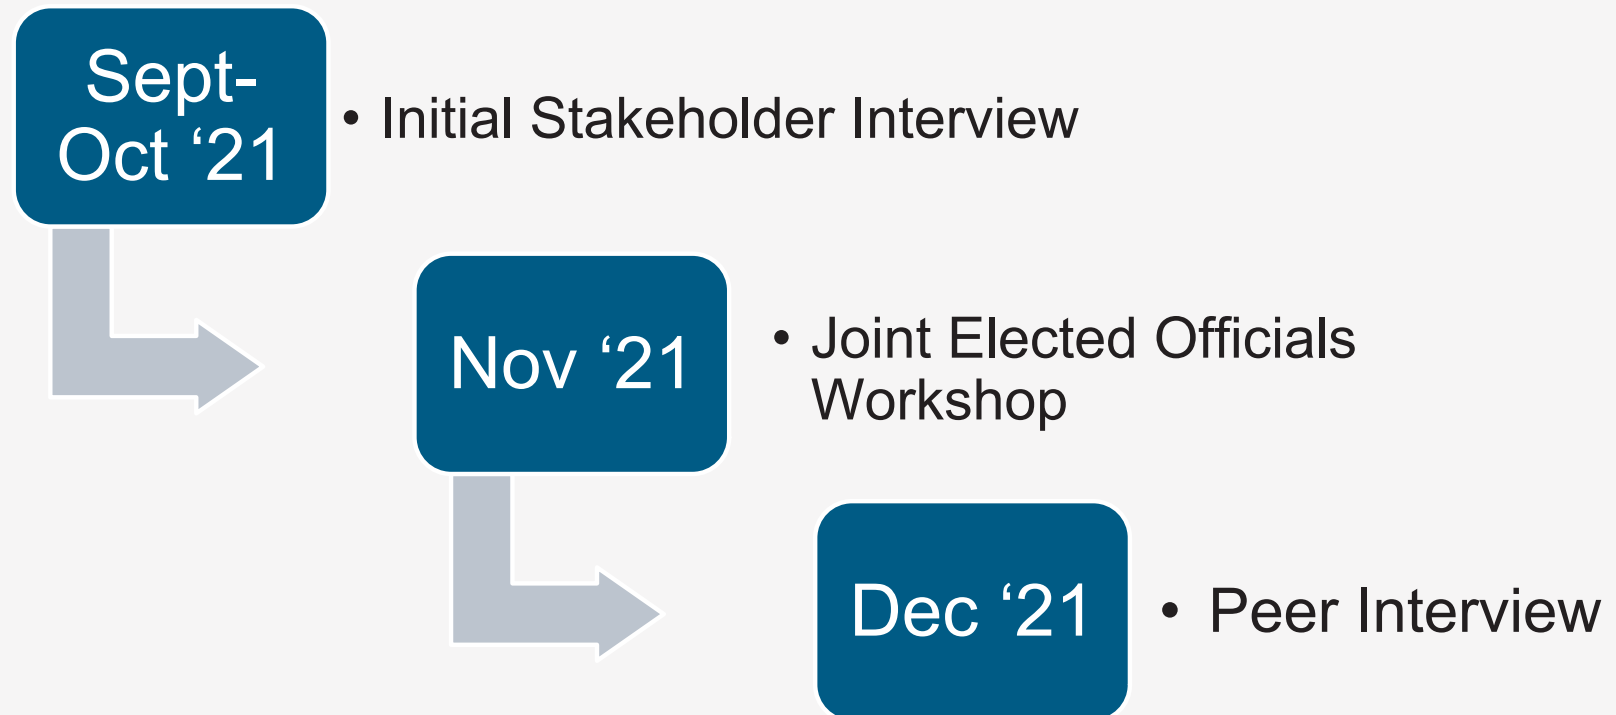 Sept-
Oct ‘21
• Initial Stakeholder Interview
Nov ‘21
• Joint Elected Officials
Workshop
Dec ‘21
• Peer Interview